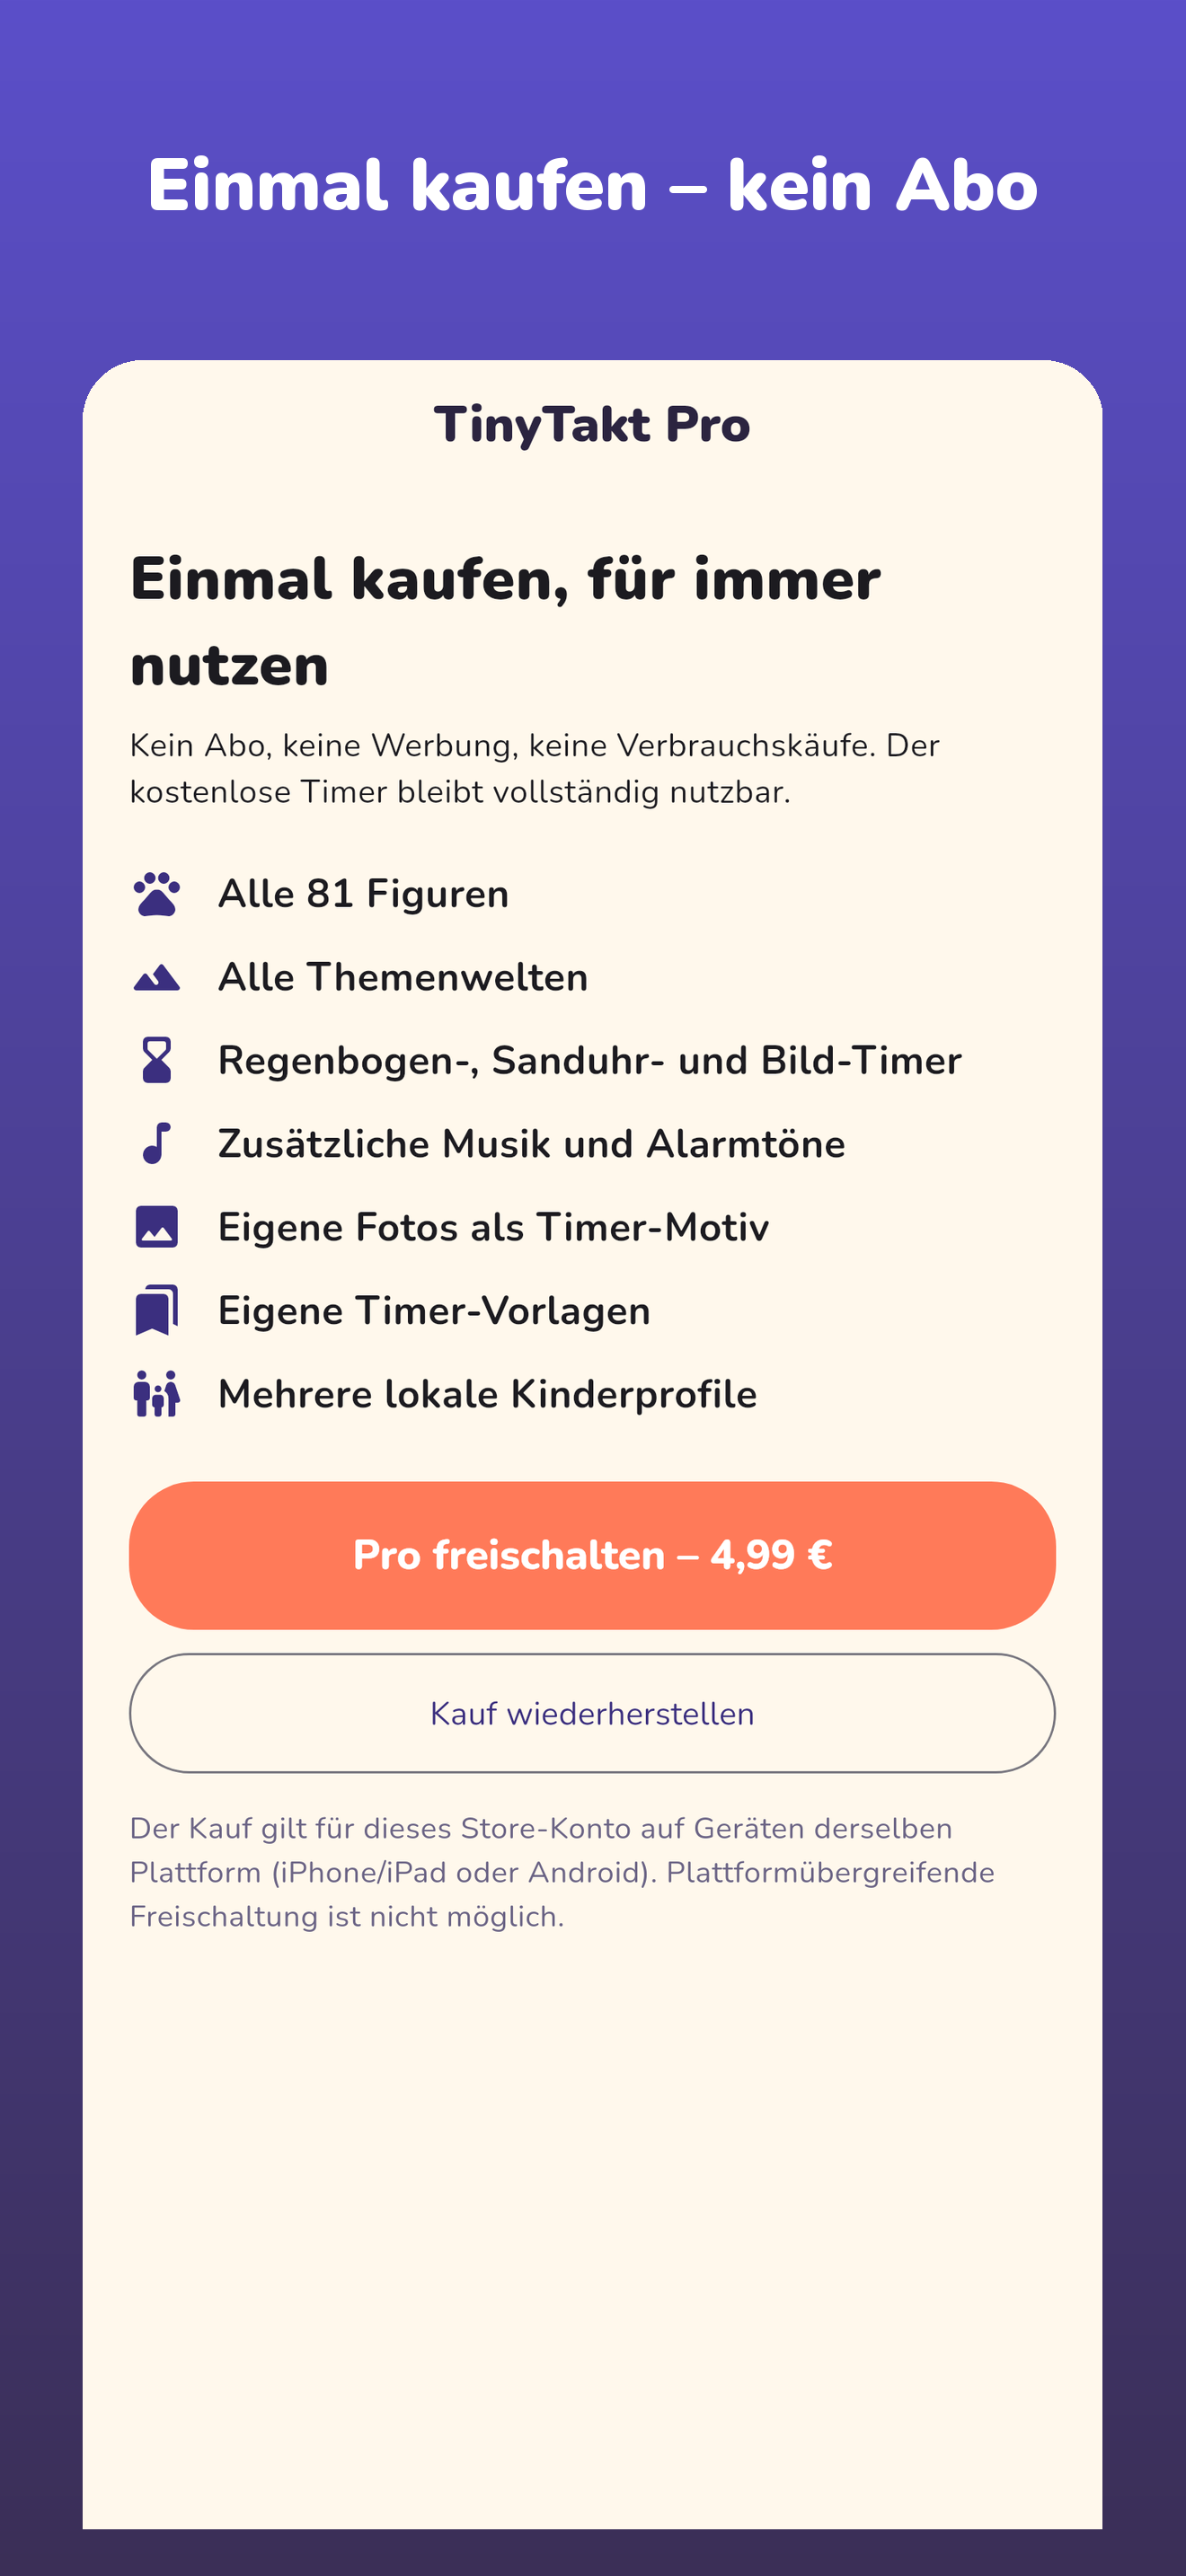 Einmal kaufen – kein Abo
TinyTakt Pro
Einmal kaufen, für immer
nutzen
Kein Abo, keine Werbung, keine Verbrauchskäufe. Der
kostenlose Timer bleibt vollständig nutzbar.
Alle 81 Figuren
Alle Themenwelten
Regenbogen-, Sanduhr- und Bild-Timer
Zusätzliche Musik und Alarmtöne
Eigene Fotos als Timer-Motiv
Eigene Timer-Vorlagen
Mehrere lokale Kinderprofile
Pro freischalten – 4,99 €
Kauf wiederherstellen
Der Kauf gilt für dieses Store-Konto auf Geräten derselben
Plattform (iPhone/iPad oder Android). Plattformübergreifende
Freischaltung ist nicht möglich.